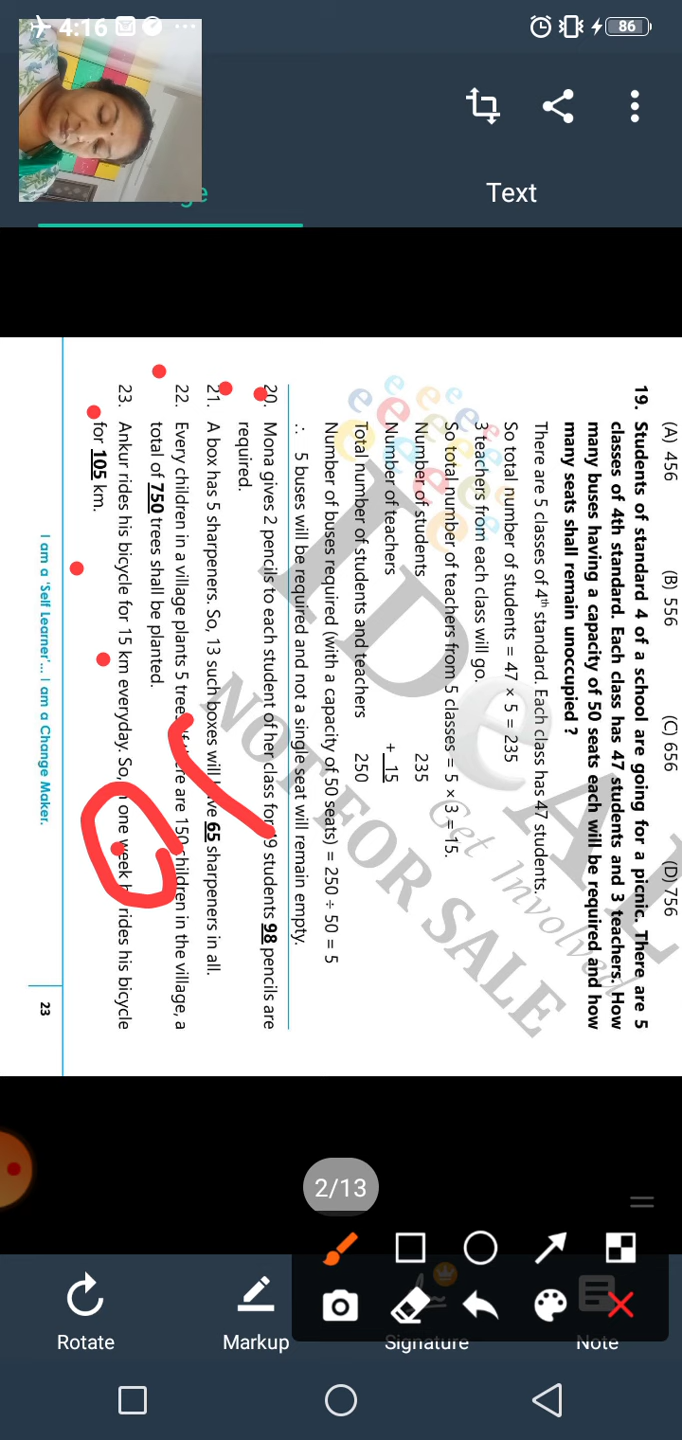 4:16
86
ge
Text
(A) 456 (B) 556 (C) 656 (D) 756
19. Students of standard 4 of a school are going for a picnic. There are 5
classes of 4th standard. Each class has 47 students and 3 teachers. How
many buses having a capacity of 50 seats each will be required and how
many seats shall remain unoccupied ?
There are 5 classes of 4th standard. Each class has 47 students.
So total number of students = 47 × 5 = 235
3 teachers from each class will go.
So total number of teachers from 5 classes = 5 × 3 = 15.
Number of students 235
Number of teachers + 15
Total number of students and teachers 250
Number of buses required (with a capacity of 50 seats) = 250 ÷ 50 = 5
∴ 5 buses will be required and not a single seat will remain empty.
20. Mona gives 2 pencils to each student of her class for 49 students 98 pencils are
required.
21. A box has 5 sharpeners. So, 13 such boxes will have 65 sharpeners in all.
22. Every children in a village plants 5 trees. If there are 150 children in the village, a
total of 750 trees shall be planted.
23. Ankur rides his bicycle for 15 km everyday. So, in one week he rides his bicycle
for 105 km.
I am a 'Self Learner'... I am a Change Maker.
23
IDeAL
Get Involved
NOT FOR SALE
2/13
Rotate
Markup
Signature
Note